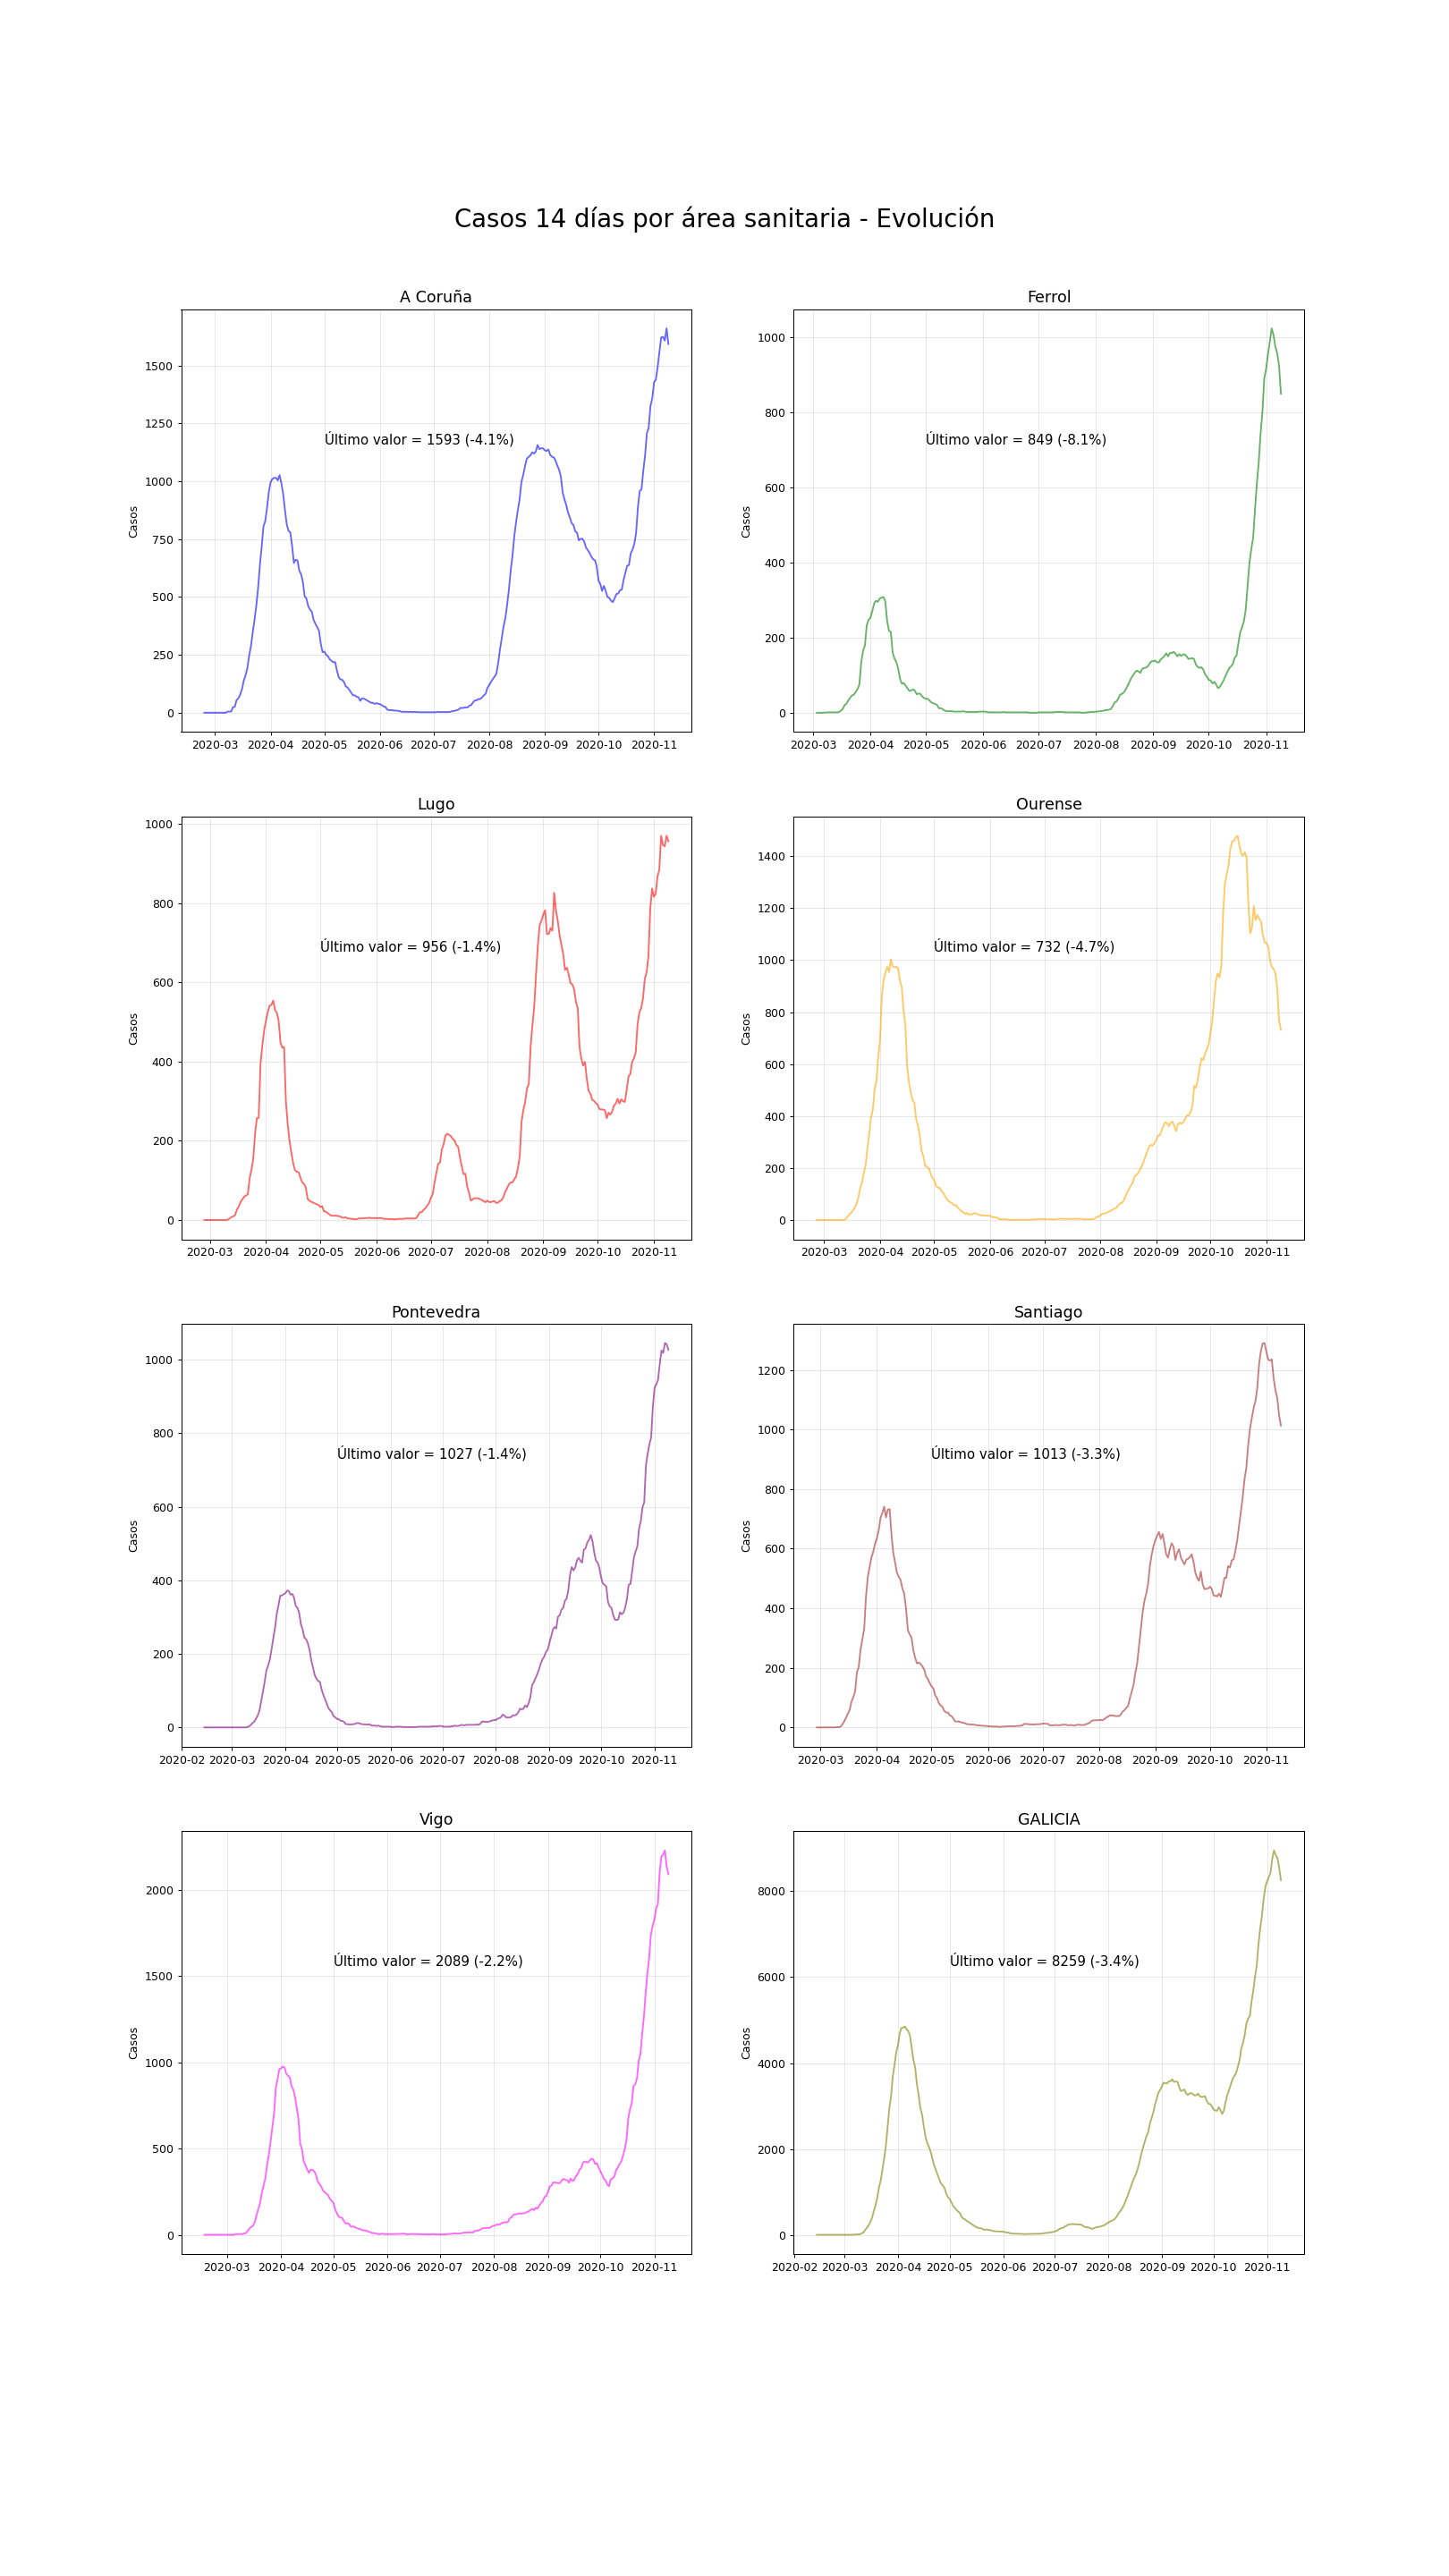 Casos 14 días por área sanitaria - Evolución
A Coruña
Casos
1500
1250
1000
750
500
250
0
Último valor = 1593 (-4.1%)
2020-03 2020-04 2020-05 2020-06 2020-07 2020-08 2020-09 2020-10 2020-11
Ferrol
Casos
1000
800
600
400
200
0
Último valor = 849 (-8.1%)
2020-03 2020-04 2020-05 2020-06 2020-07 2020-08 2020-09 2020-10 2020-11
Lugo
Casos
1000
800
600
400
200
0
Último valor = 956 (-1.4%)
2020-03 2020-04 2020-05 2020-06 2020-07 2020-08 2020-09 2020-10 2020-11
Ourense
Casos
1400
1200
1000
800
600
400
200
0
Último valor = 732 (-4.7%)
2020-03 2020-04 2020-05 2020-06 2020-07 2020-08 2020-09 2020-10 2020-11
Pontevedra
Casos
1000
800
600
400
200
0
Último valor = 1027 (-1.4%)
2020-02 2020-03 2020-04 2020-05 2020-06 2020-07 2020-08 2020-09 2020-10 2020-11
Santiago
Casos
1200
1000
800
600
400
200
0
Último valor = 1013 (-3.3%)
2020-03 2020-04 2020-05 2020-06 2020-07 2020-08 2020-09 2020-10 2020-11
Vigo
Casos
2000
1500
1000
500
0
Último valor = 2089 (-2.2%)
2020-03 2020-04 2020-05 2020-06 2020-07 2020-08 2020-09 2020-10 2020-11
GALICIA
Casos
8000
6000
4000
2000
0
Último valor = 8259 (-3.4%)
2020-02 2020-03 2020-04 2020-05 2020-06 2020-07 2020-08 2020-09 2020-10 2020-11